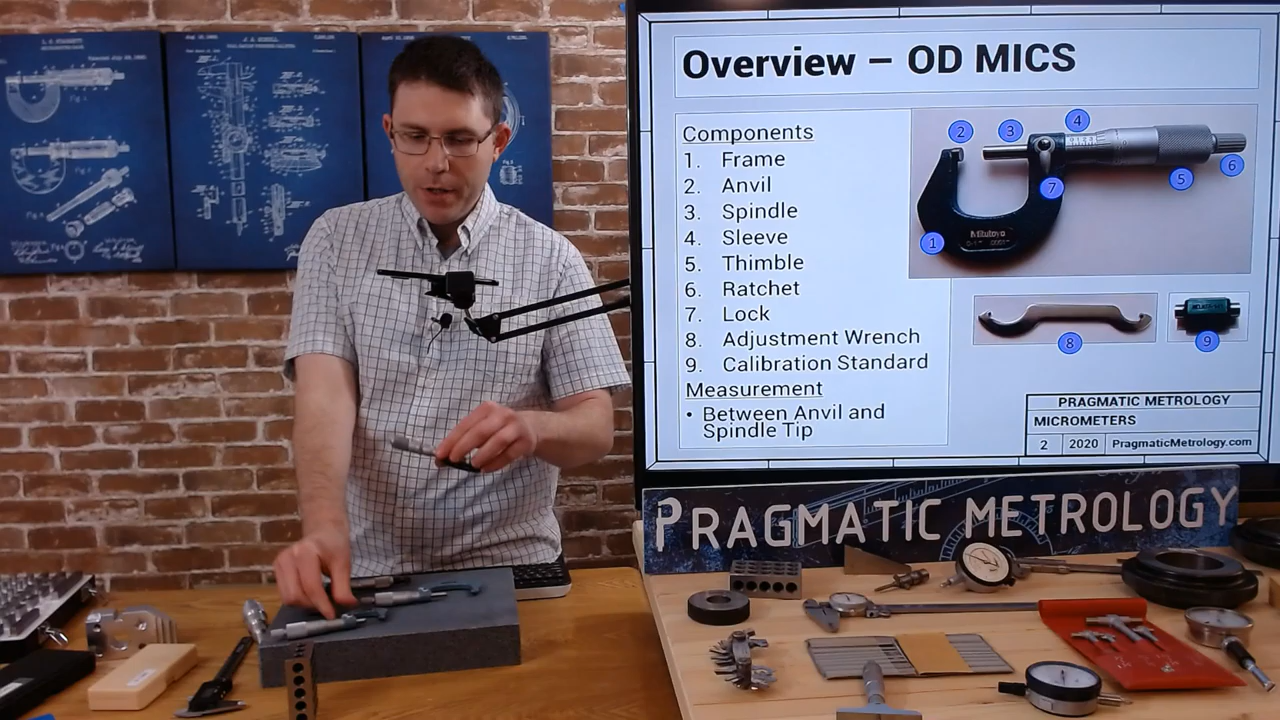 Overview – OD MICS
Components
1. Frame
2. Anvil
3. Spindle
4. Sleeve
5. Thimble
6. Ratchet
7. Lock
8. Adjustment Wrench
9. Calibration Standard
Measurement
• Between Anvil and
Spindle Tip
2
3
4
5
6
7
1
Mitutoyo
8
9
PRAGMATIC METROLOGY
MICROMETERS
2 2020 PragmaticMetrology.com
PRAGMATIC METROLOGY